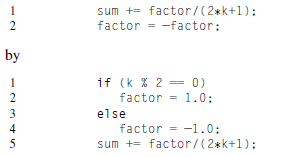 1 sum += factor/(2*k+1);
2 factor = -factor;
by
1 if (k % 2 == 0)
2 factor = 1.0;
3 else
4 factor = -1.0;
5 sum += factor/(2*k+1);